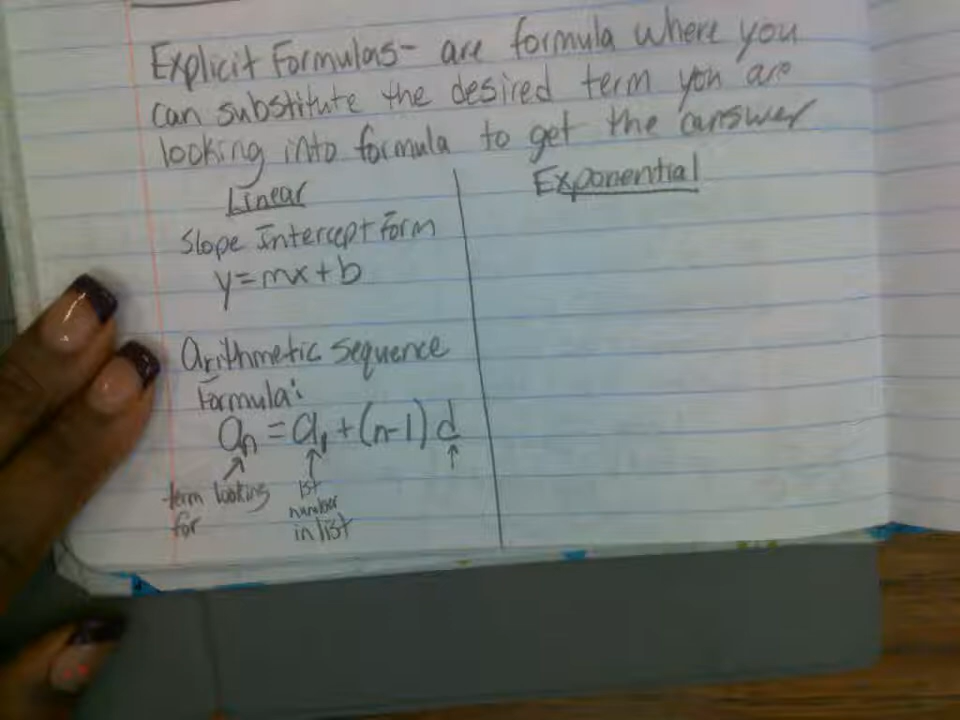 Explicit Formulas- are formula where you
can substitute the desired term you are
looking into formula to get the answer
Linear
Slope Intercept Form
y=mx+b
Arithmetic Sequence
Formula:
an = a1 + (n-1) d
term looking
for
1st
number
in list
Exponential